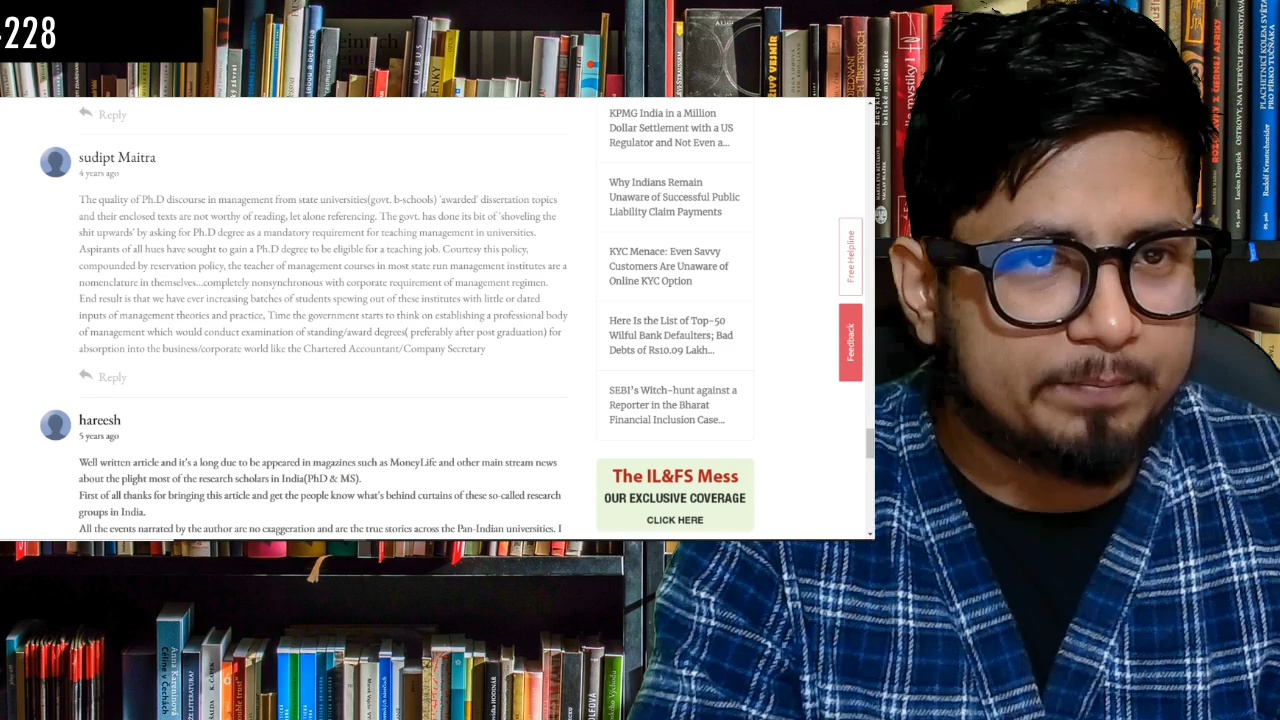 -228
Reply
sudipt Maitra
4 years ago
The quality of Ph.D discourse in management from state universities(govt. b-schools) 'awarded' dissertation topics
and their enclosed texts are not worthy of reading, let alone referencing. The govt. has done its bit of 'shoveling the
shit upwards' by asking for Ph.D degree as a mandatory requirement for teaching management in universities.
Aspirants of all hues have sought to gain a Ph.D degree to be eligible for a teaching job. Courtesy this policy,
compounded by reservation policy, the teacher of management courses in most state run management institutes are a
nomenclature in themselves...completely nonsynchronous with corporate requirement of management regimen.
End result is that we have ever increasing batches of students spewing out of these institutes with little or dated
inputs of management theories and practice, Time the government starts to think on establishing a professional body
of management which would conduct examination of standing/award degrees( preferably after post graduation) for
absorption into the business/corporate world like the Chartered Accountant/Company Secretary
Reply
hareesh
5 years ago
Well written article and it's a long due to be appeared in magazines such as MoneyLife and other main stream news
about the plight most of the research scholars in India(PhD & MS).
First of all thanks for bringing this article and get the people know what's behind curtains of these so-called research
groups in India.
All the events narrated by the author are no exaggeration and are the true stories across the Pan-Indian universities. I
KPMG India in a Million
Dollar Settlement with a US
Regulator and Not Even a...
Why Indians Remain
Unaware of Successful Public
Liability Claim Payments
KYC Menace: Even Savvy
Customers Are Unaware of
Online KYC Option
Here Is the List of Top-50
Wilful Bank Defaulters; Bad
Debts of Rs10.09 Lakh...
SEBI's Witch-hunt against a
Reporter in the Bharat
Financial Inclusion Case...
The IL&FS Mess
OUR EXCLUSIVE COVERAGE
CLICK HERE
Free Helpline
Feedback
KUBUS
ŽIVÝ VESMÍR
Encyklopedie
baltské mytologie
Rudolf Krautschneider
Anna Kareninová
Céline v Čechách